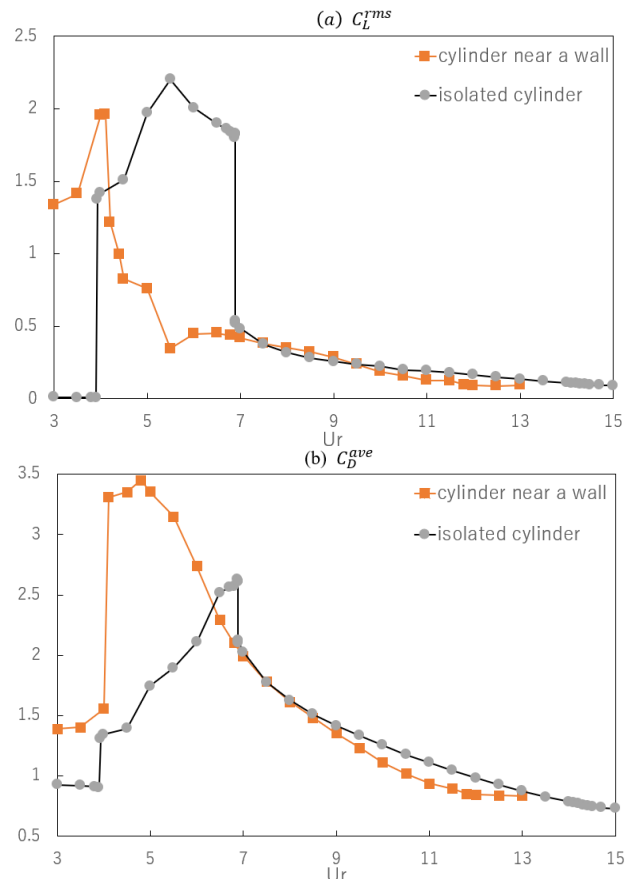 (a) C_L^rms
2.5
cylinder near a wall
2
isolated cylinder
1.5
1
0.5
0
3 5 7 9 11 13 15
Ur
(b) C_D^ave
3.5
cylinder near a wall
3
isolated cylinder
2.5
2
1.5
1
0.5
3 5 7 9 11 13 15
Ur